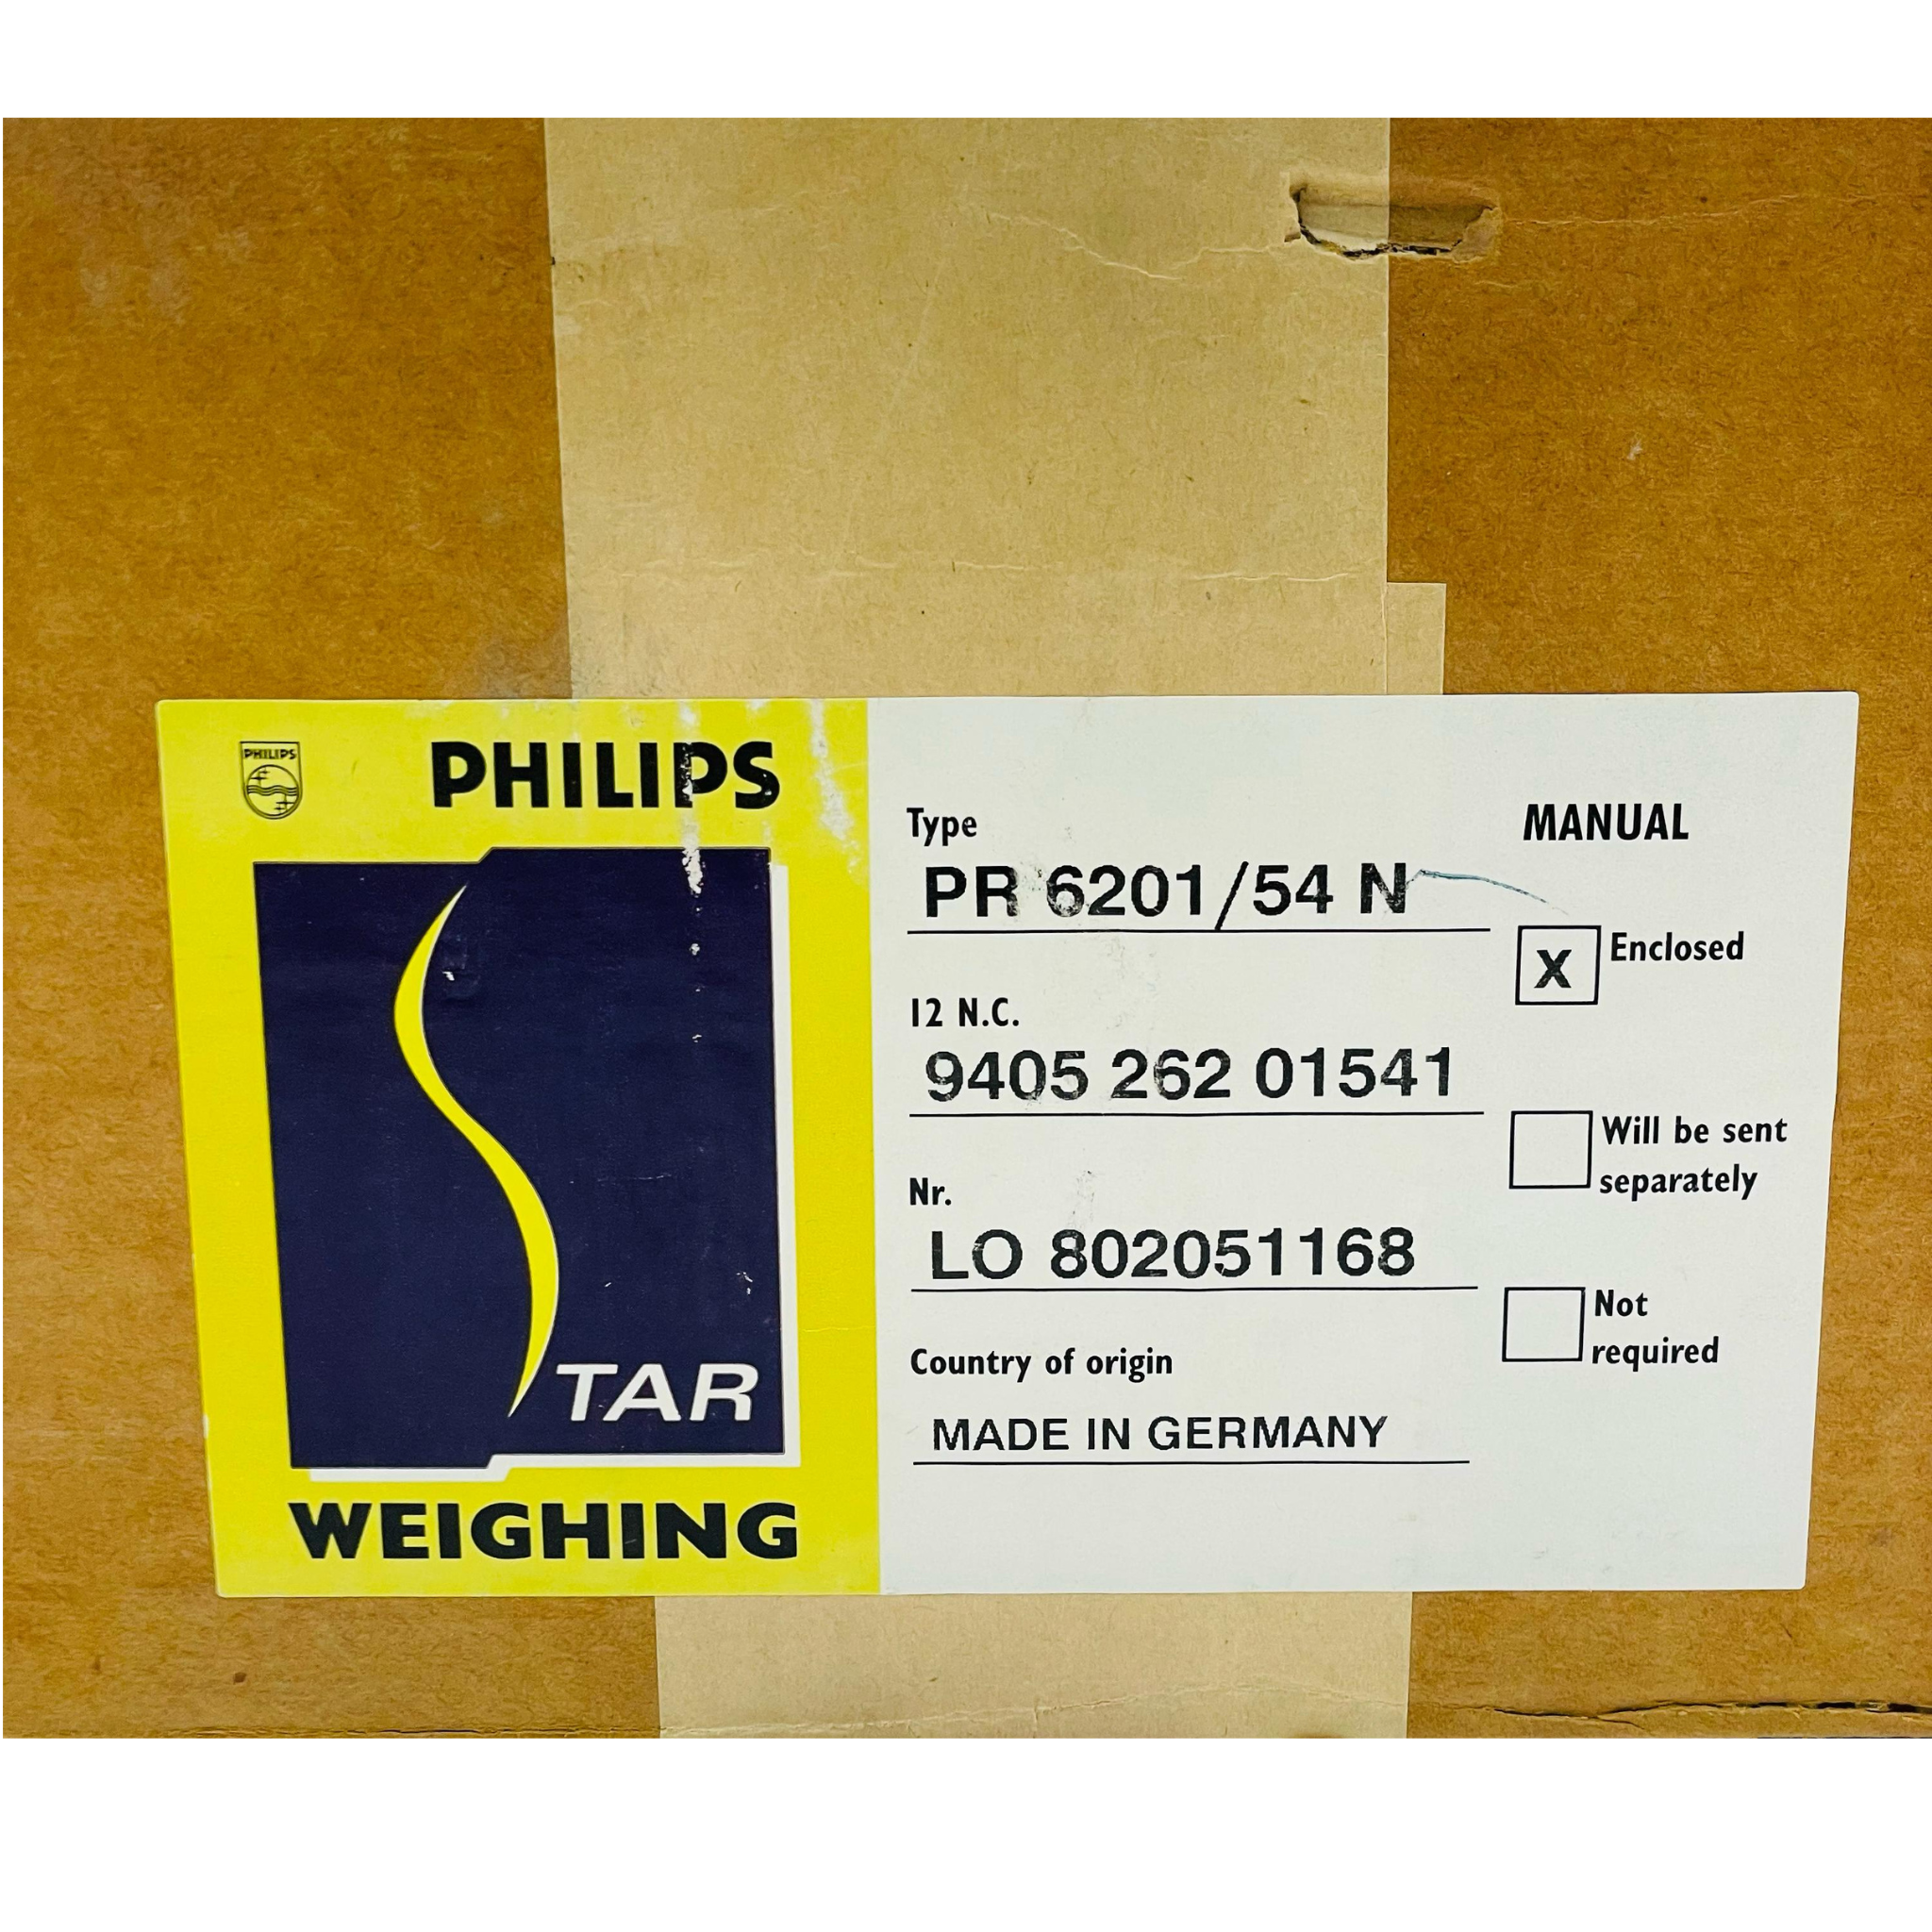 PHILIPS
PHILIPS
STAR
WEIGHING
Type
PR 6201/54 N
12 N.C.
9405 262 01541
Nr.
LO 802051168
Country of origin
MADE IN GERMANY
MANUAL
X Enclosed
Will be sent
separately
Not
required